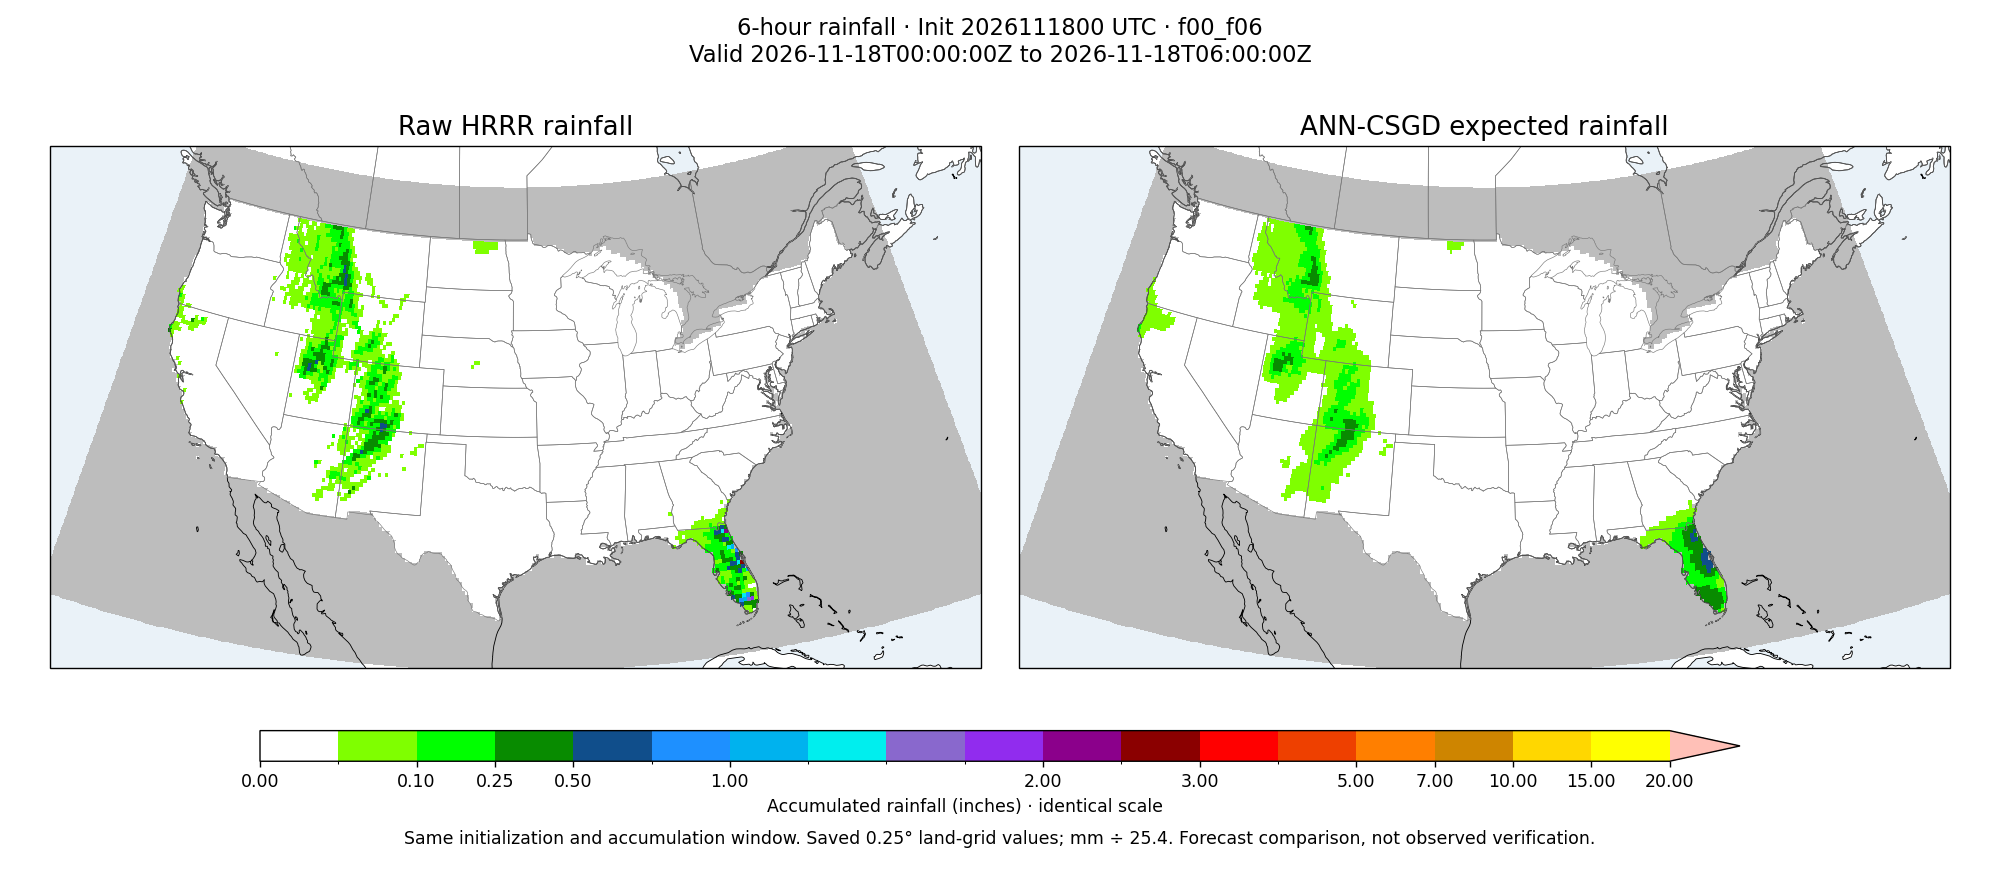 6-hour rainfall · Init 2026111800 UTC · f00_f06
Valid 2026-11-18T00:00:00Z to 2026-11-18T06:00:00Z
Raw HRRR rainfall
ANN-CSGD expected rainfall
0.00 0.10 0.25 0.50 1.00 2.00 3.00 5.00 7.00 10.00 15.00 20.00
Accumulated rainfall (inches) · identical scale
Same initialization and accumulation window. Saved 0.25° land-grid values; mm ÷ 25.4. Forecast comparison, not observed verification.